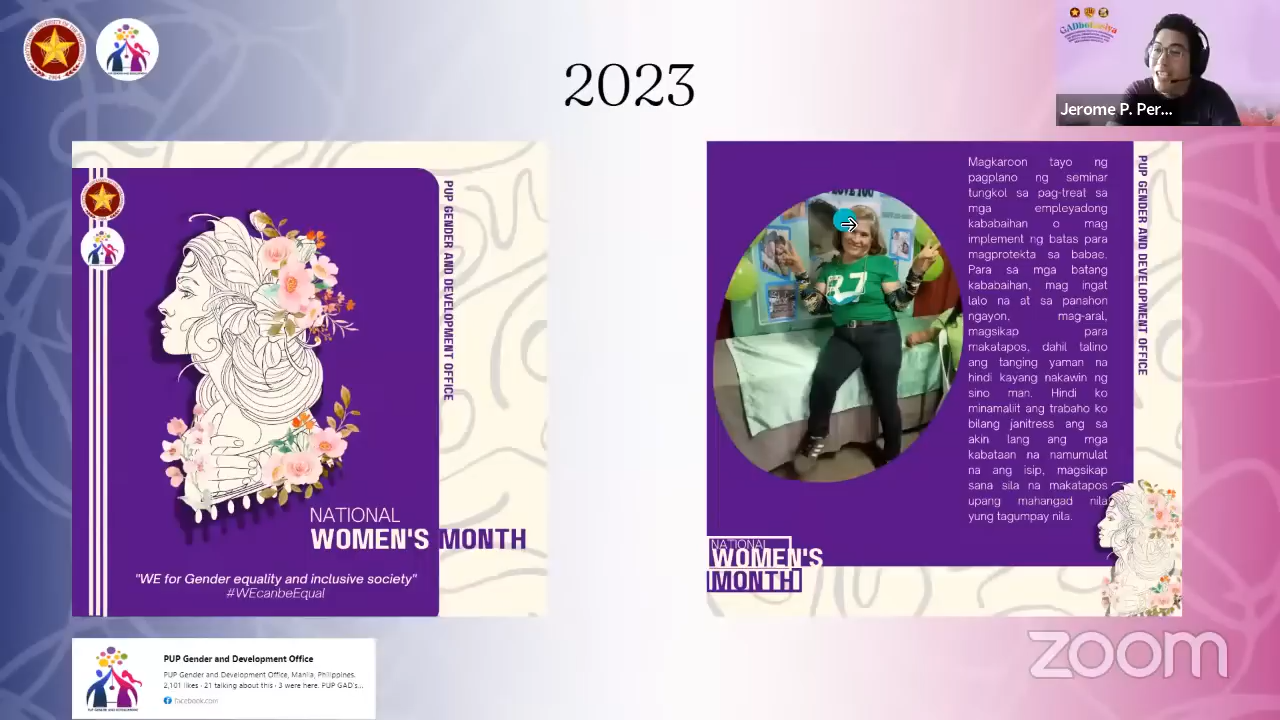 2023
Jerome P. Per...
PUP GENDER AND DEVELOPMENT OFFICE
NATIONAL
WOMEN'S MONTH
"WE for Gender equality and inclusive society"
#WEcanbeEqual
Magkaroon tayo ng
pagplano ng seminar
tungkol sa pag-treat sa
mga empleyadong
kababaihan o mag
implement ng batas para
magprotekta sa babae.
Para sa mga batang
kababaihan, mag ingat
lalo na at sa panahon
ngayon, mag-aral,
magsikap para
makatapos, dahil talino
ang tanging yaman na
hindi kayang nakawin ng
sino man. Hindi ko
minamaliit ang trabaho ko
bilang janitress ang sa
akin lang ang mga
kabataan na namumulat
na ang isip, magsikap
sana sila na makatapos
upang mahangad nila
yung tagumpay nila.
PUP GENDER AND DEVELOPMENT OFFICE
NATIONAL
WOMEN'S
MONTH
PUP Gender and Development Office
PUP Gender and Development Office, Manila, Philippines.
2,101 likes · 21 talking about this · 3 were here. PUP GAD's...
facebook.com
zoom